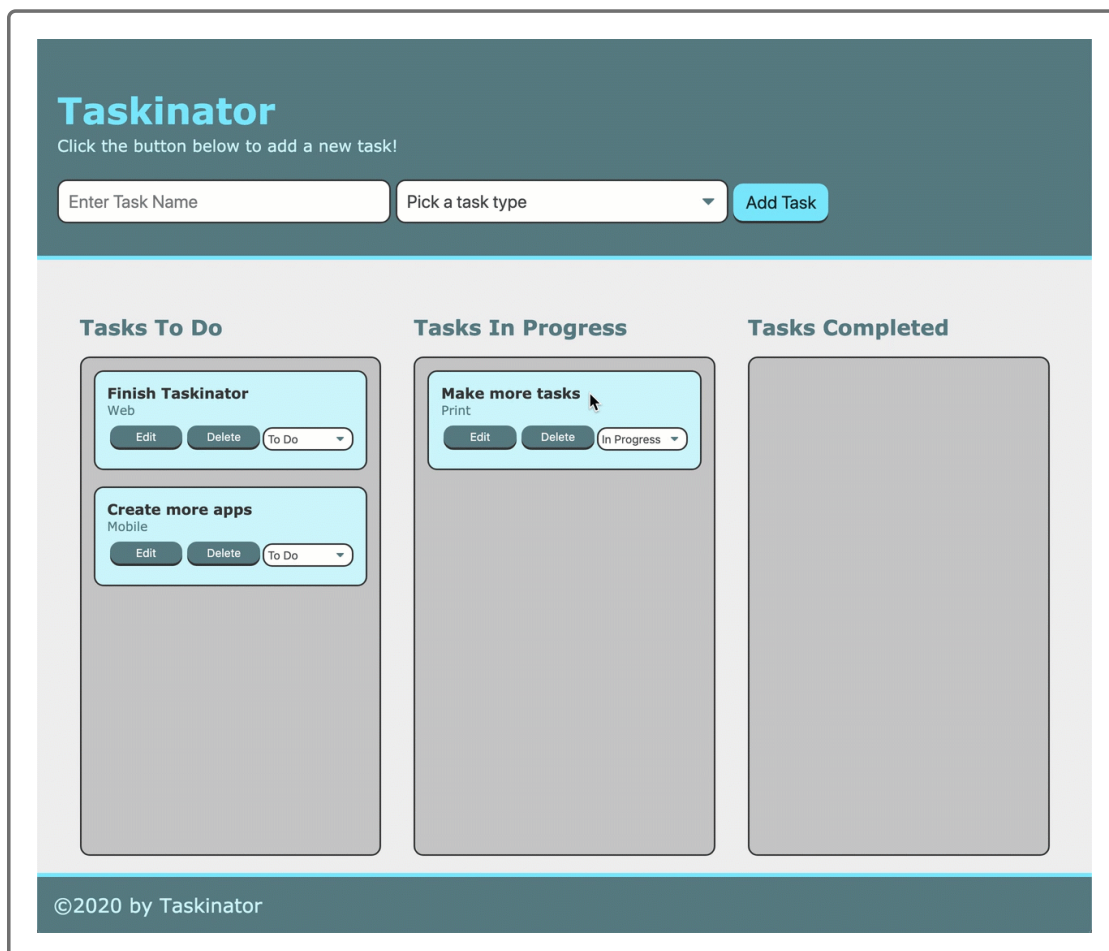 Taskinator
Click the button below to add a new task!
Enter Task Name
Pick a task type
Add Task
Tasks To Do
Finish Taskinator
Web
Edit Delete To Do
Create more apps
Mobile
Edit Delete To Do
Tasks In Progress
Make more tasks
Print
Edit Delete In Progress
Tasks Completed
©2020 by Taskinator